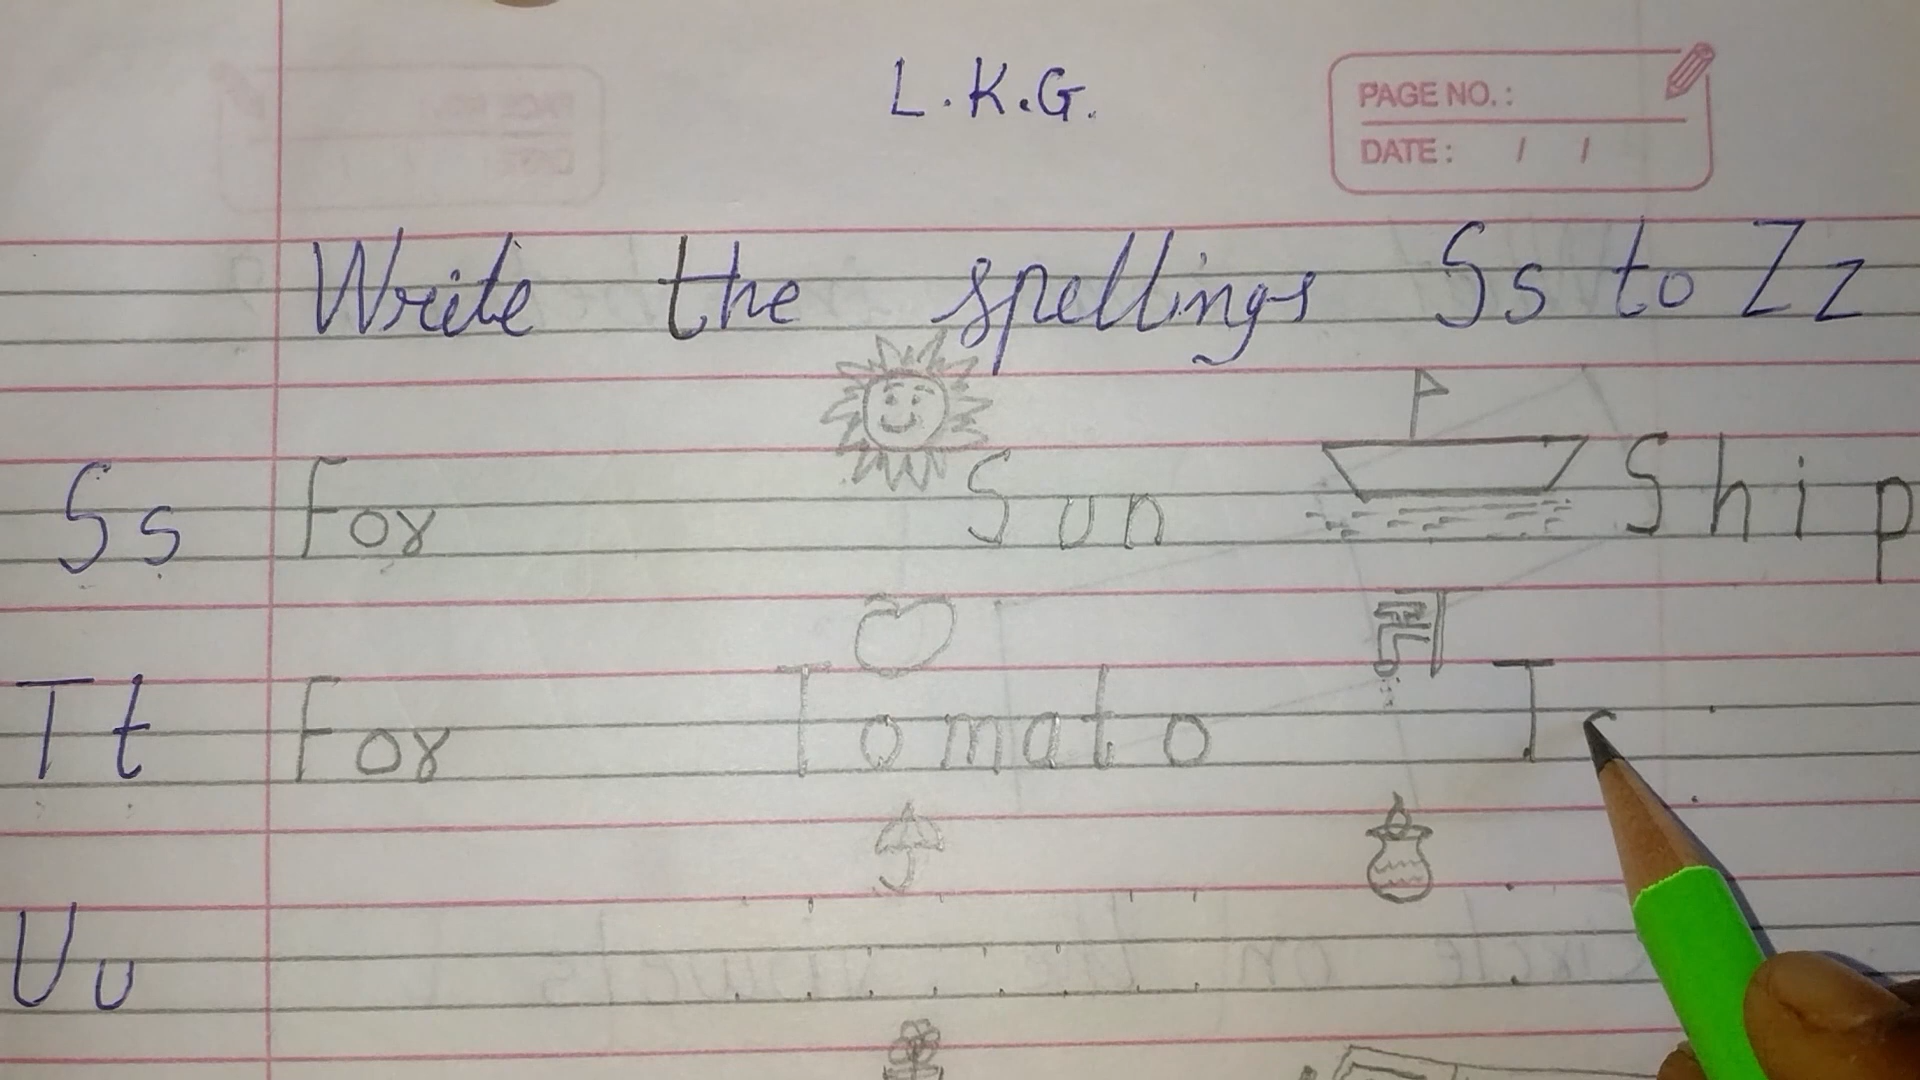 L.K.G.
PAGE NO.:
DATE: / /
Write the spellings Ss to Zz
Ss For Sun Ship
Tt For Tomato T
Uu